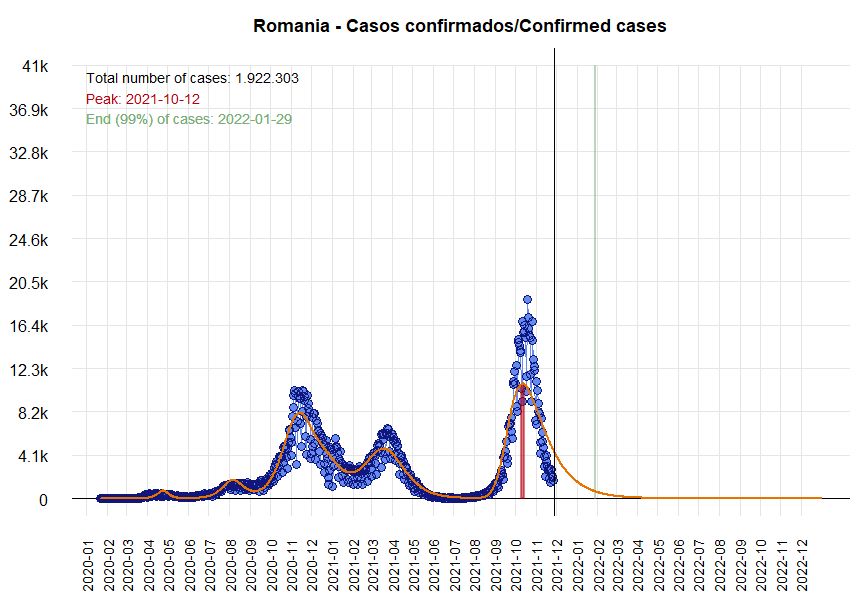 Romania - Casos confirmados/Confirmed cases
41k
Total number of cases: 1.922.303
Peak: 2021-10-12
36.9k
End (99%) of cases: 2022-01-29
32.8k
28.7k
24.6k
20.5k
16.4k
12.3k
8.2k
4.1k
0
2020-01
2020-02
2020-03
2020-04
2020-05
2020-06
2020-07
2020-08
2020-09
2020-10
2020-11
2020-12
2021-01
2021-02
2021-03
2021-04
2021-05
2021-06
2021-07
2021-08
2021-09
2021-10
2021-11
2021-12
2022-01
2022-02
2022-03
2022-04
2022-05
2022-06
2022-07
2022-08
2022-09
2022-10
2022-11
2022-12